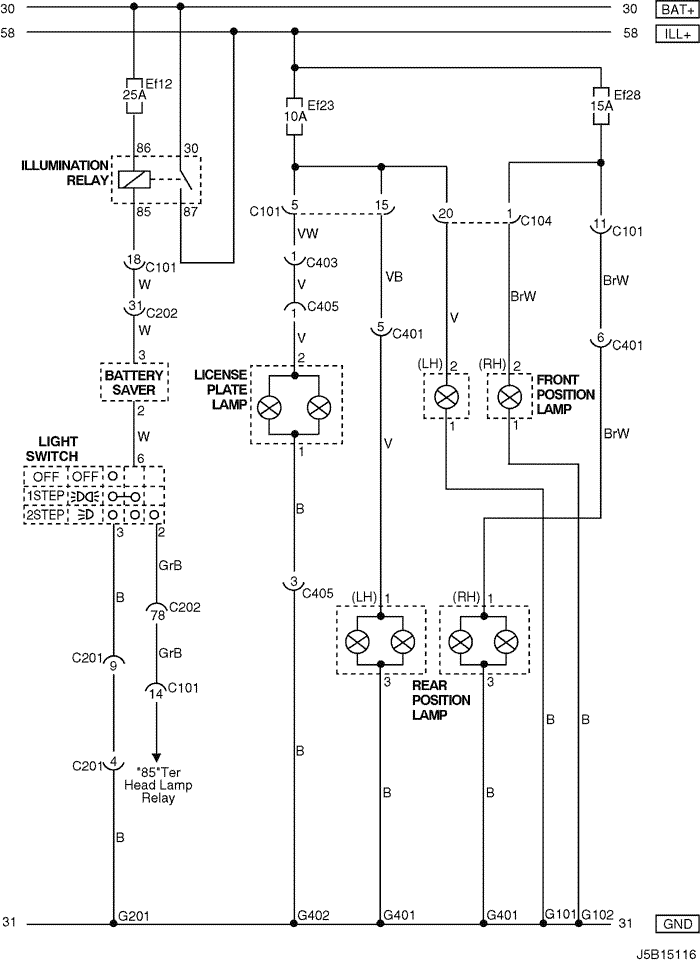 30
30
BAT+
58
58
ILL+
Ef12
25A
Ef23
10A
Ef28
15A
86
30
ILLUMINATION
RELAY
85
87
5
15
C101
20
1
C104
11
C101
VW
18
C101
1
C403
W
V
VB
BrW
BrW
31
C202
C405
1
W
V
V
5
C401
6
C401
3
2
(LH)
2
(RH)
2
BATTERY
SAVER
LICENSE
PLATE
LAMP
FRONT
POSITION
LAMP
2
1
1
1
W
V
BrW
LIGHT
SWITCH
6
OFF
OFF
1STEP
2STEP
3
2
B
GrB
B
3
C405
(LH)
1
(RH)
1
C202
78
GrB
C201
9
C101
14
3
3
REAR
POSITION
LAMP
B
B
B
C201
4
"85"Ter
Head Lamp
Relay
B
B
B
31
G201
G402
G401
G401
G101
G102
31
GND
J5B15116